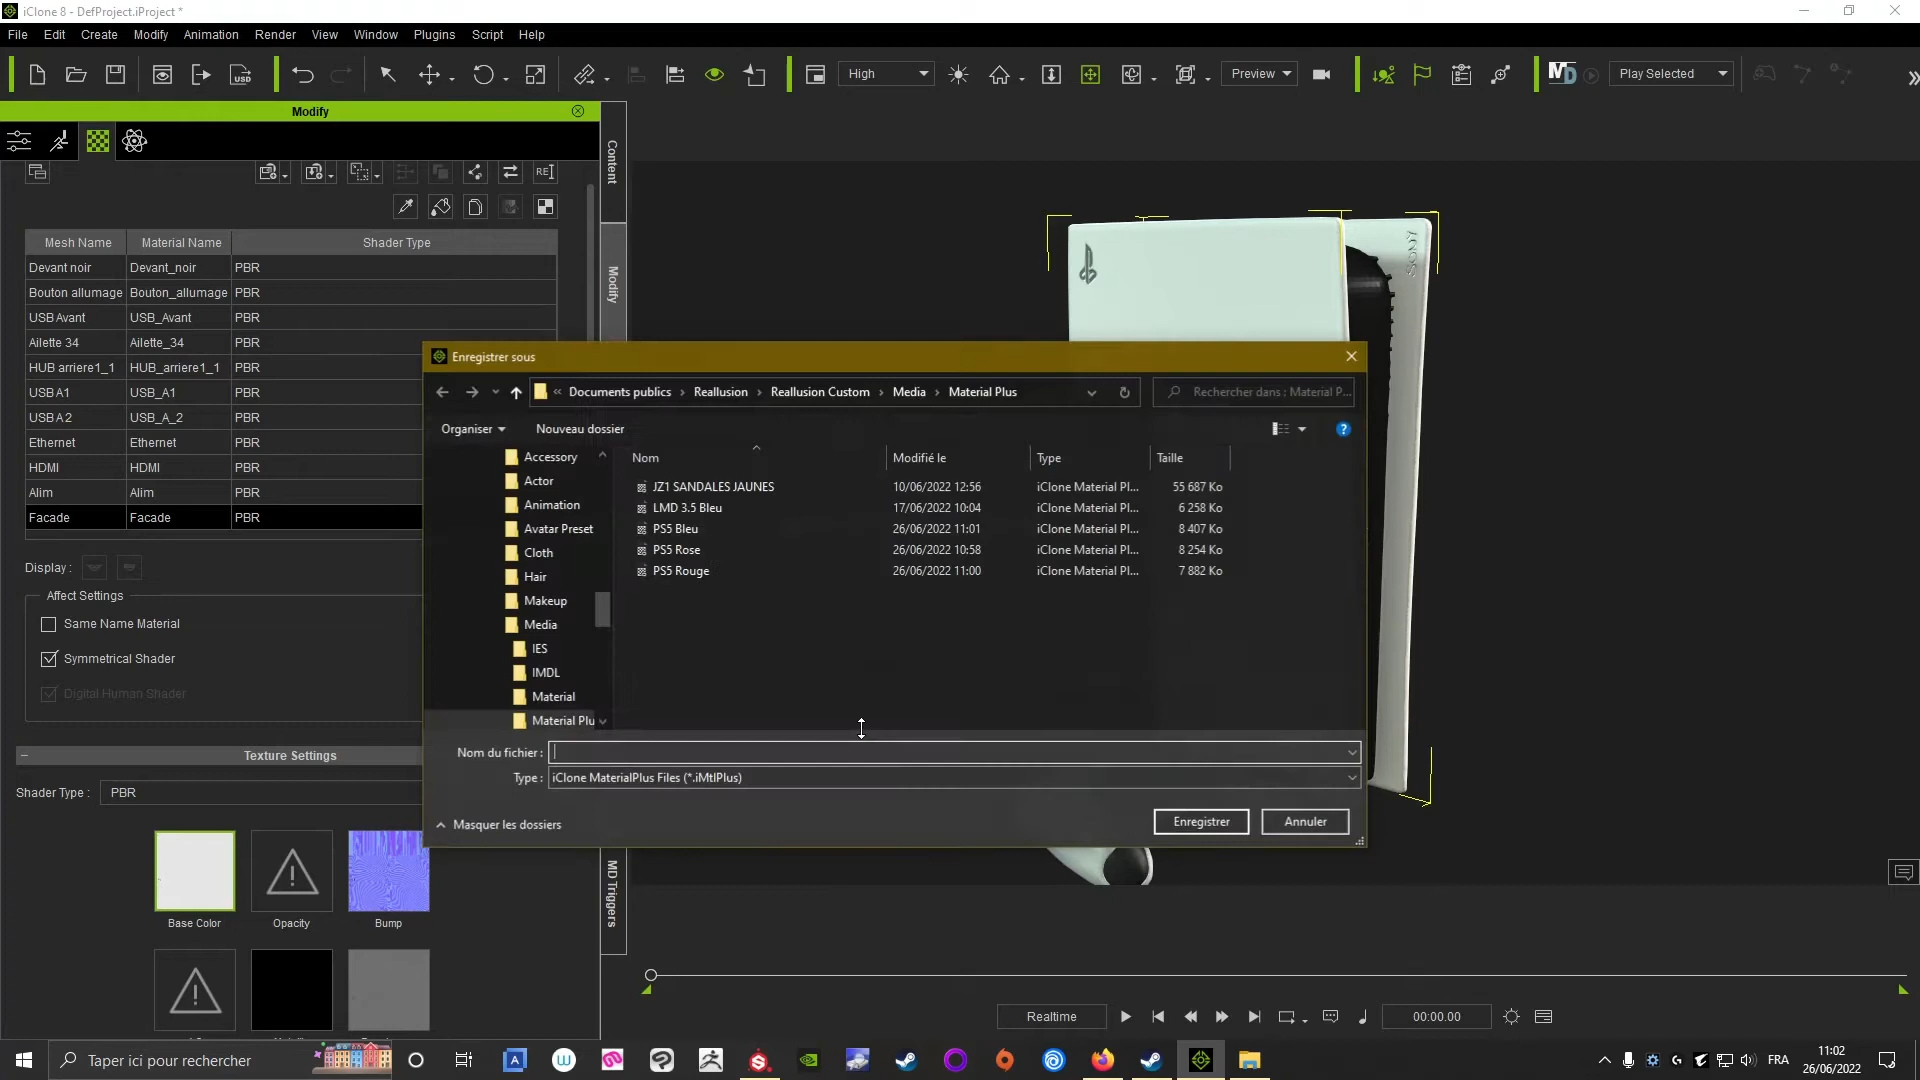 iClone 8 - DefProject.iProject *
File Edit Create Modify Animation Render View Window Plugins Script Help
High Preview Play Selected
Modify
Content
Modify
Mesh Name Material Name Shader Type
Devant noir Devant_noir PBR
Bouton allumage Bouton_allumage PBR
USB Avant USB_Avant PBR
Ailette 34 Ailette_34 PBR
HUB arriere1_1 HUB_arriere1_1 PBR
USB A1 USB_A1 PBR
USB A 2 USB_A_2 PBR
Ethernet Ethernet PBR
HDMI HDMI PBR
Alim Alim PBR
Facade Facade PBR
Display :
Affect Settings
Same Name Material
Symmetrical Shader
Digital Human Shader
Texture Settings
Shader Type : PBR
Base Color Opacity Bump
MD Triggers
SONY
Enregistrer sous
« Documents publics › Reallusion › Reallusion Custom › Media › Material Plus
Rechercher dans : Material P...
Organiser Nouveau dossier
Accessory
Actor
Animation
Avatar Preset
Cloth
Hair
Makeup
Media
IES
IMDL
Material
Material Plu
Nom Modifié le Type Taille
JZ1 SANDALES JAUNES 10/06/2022 12:56 iClone Material Pl... 55 687 Ko
LMD 3.5 Bleu 17/06/2022 10:04 iClone Material Pl... 6 258 Ko
PS5 Bleu 26/06/2022 11:01 iClone Material Pl... 8 407 Ko
PS5 Rose 26/06/2022 10:58 iClone Material Pl... 8 254 Ko
PS5 Rouge 26/06/2022 11:00 iClone Material Pl... 7 882 Ko
Nom du fichier :
Type : iClone MaterialPlus Files (*.iMtlPlus)
Masquer les dossiers
Enregistrer Annuler
Realtime 00:00.00
Taper ici pour rechercher
FRA
11:02
26/06/2022